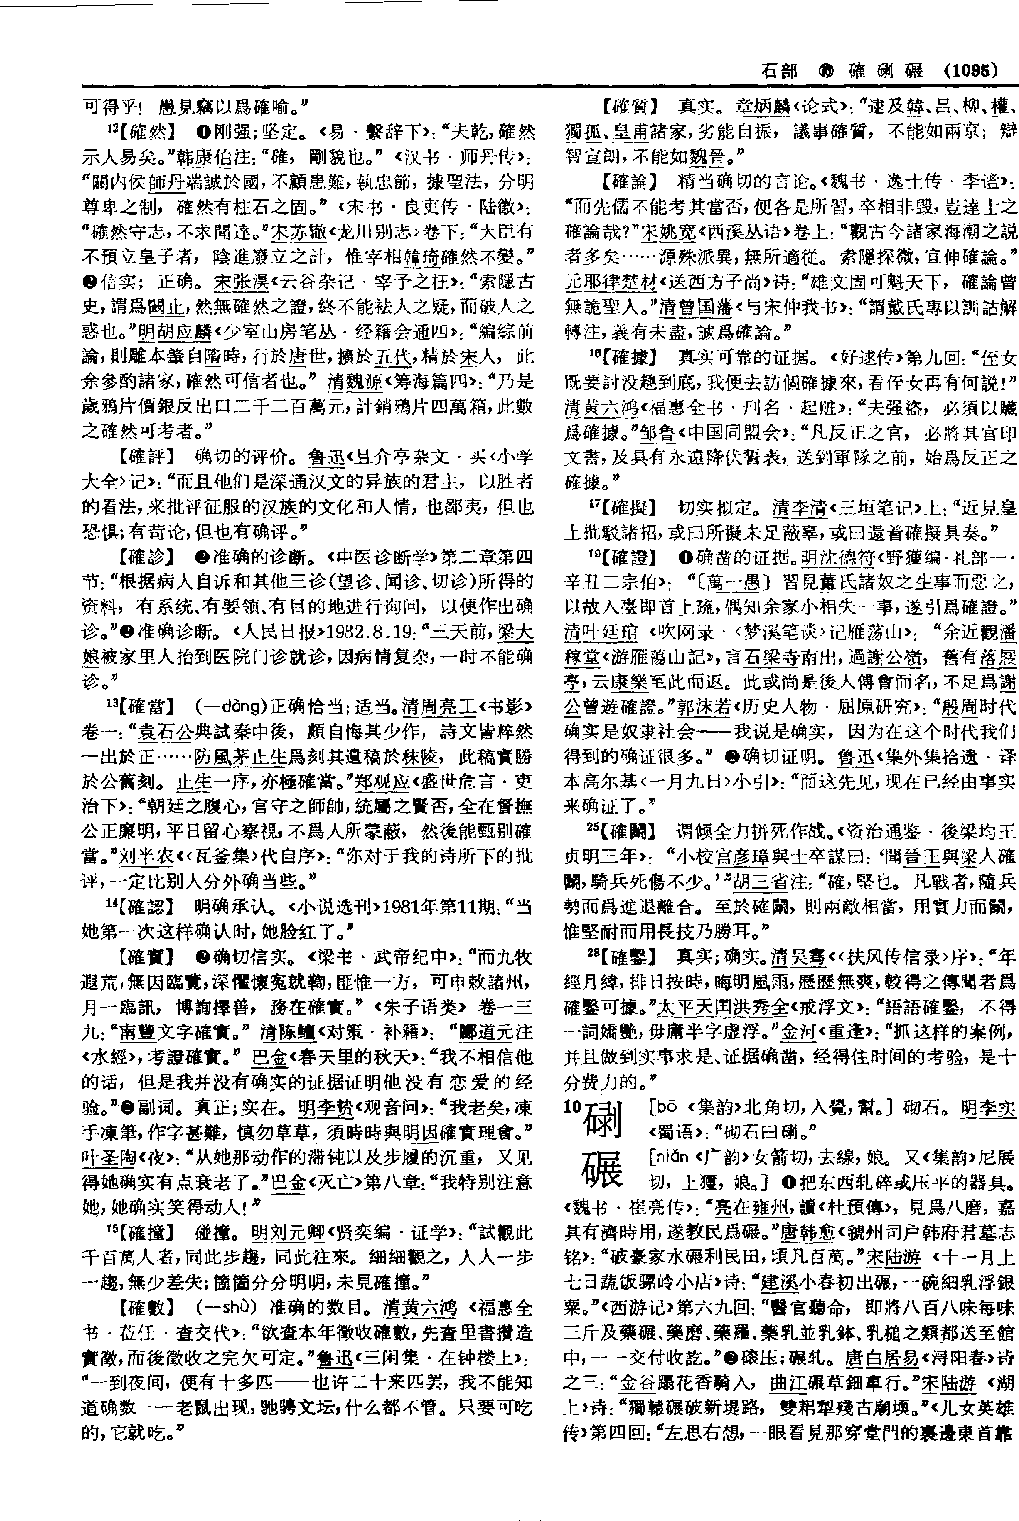 石部 ⑩ 確 𥓓 碾 (1095)
可得乎! 愚見竊以爲確喻。”
¹²【確然】 ❶刚强;坚定。《易·繫辞下》:“夫乾,確然
示人易矣。”韩康伯注:“確,剛貌也。”《汉书·师丹传》:
“關内侯師丹端誠於國,不顧患難,執忠節,據聖法,分明
尊卑之制,確然有柱石之固。”《宋书·良吏传·陆徽》:
“確然守志,不求聞達。”宋苏辙《龙川别志》卷下:“大臣有
不預立皇子者,陰進廢立之計,惟宰相韓琦確然不變。”
❷信实;正确。宋张淏《云谷杂记·宰予之枉》:“索隱古
史,謂爲闞止,然無確然之證,終不能袪人之疑,而破人之
惑也。”明胡应麟《少室山房笔丛·经籍会通四》:“編綜前
論,則雕本肇自隋時,行於唐世,擴於五代,精於宋人,此
余參酌諸家,確然可信者也。”清魏源《筹海篇四》:“乃是
歲鴉片價銀反出口二千二百萬元,計銷鴉片四萬箱,此數
之確然可考者。”
【確評】 确切的评价。鲁迅《且介亭杂文·买〈小学
大全〉记》:“而且他们是深通汉文的异族的君主,以胜者
的看法,来批评征服的汉族的文化和人情,也鄙夷,但也
恐惧;有苛论,但也有确评。”
【確診】 ❷准确的诊断。《中医诊断学》第二章第四
节:“根据病人自诉和其他三诊(望诊、闻诊、切诊)所得的
资料,有系统、有要领、有目的地进行询问,以便作出确
诊。”❷准确诊断。《人民日报》1982.8.19:“三天前,梁大
娘被家里人抬到医院门诊就诊,因病情复杂,一时不能确
诊。”
¹³【確當】 (—dàng)正确恰当;适当。清周亮工《书影》
卷一:“袁石公典試秦中後,頗自悔其少作,詩文皆粹然
一出於正……防風茅止生爲刻其遺稿於秣陵,此稿實勝
於公舊刻。止生一序,亦極確當。”郑观应《盛世危言·吏
治下》:“朝廷之腹心,官守之師帥,統屬之賢否,全在督撫
公正廉明,平日留心察視,不爲人所蒙蔽,然後能甄别確
當。”刘半农《〈瓦釜集〉代自序》:“你对于我的诗所下的批
评,一定比别人分外确当些。”
¹⁴【確認】 明确承认。《小说选刊》1981年第11期:“当
她第一次这样确认时,她脸红了。”
【確實】 ❷确切信实。《梁书·武帝纪中》:“而九牧
遐荒,無因臨覽,深懼懷冤就鞫,匪惟一方。可申敕諸州,
月一臨訊,博詢擇善,務在確實。”《朱子语类》卷一三
九:“南豐文字確實。”清陈鳣《对策·补籍》:“酈道元注
《水經》,考證確實。”巴金《春天里的秋天》:“我不相信他
的话,但是我并没有确实的证据证明他没有恋爱的经
验。”❷副词。真正;实在。明李贽《观音问》:“我老矣,凍
手凍筆,作字甚難,慎勿草草,須時時與明因確實理會。”
叶圣陶《夜》:“从她那动作的滞钝以及步履的沉重,又见
得她确实有点衰老了。”巴金《灭亡》第八章:“我特别注意
她,她确实笑得动人!”
¹⁵【確撞】 碰撞。明刘元卿《贤奕编·证学》:“試觀此
千百萬人者,同此步趨,同此往來。細細觀之,人人一步
一趨,無少差失;箇箇分分明明,未見確撞。”
【確數】 (—shù) 准确的数目。清黄六鸿《福惠全
书·莅任·查交代》:“欲查本年徵收確數,先查里書攢造
實徵,而後徵收之完欠可定。”鲁迅《三闲集·在钟楼上》:
“一到夜间,便有十多匹——也许二十来匹罢,我不能知
道确数——老鼠出现,驰骋文坛,什么都不管。只要可吃
的,它就吃。”
【確質】 真实。章炳麟《论式》:“逮及韓、吕、柳、權、
獨孤、皇甫諸家,劣能自振,議事確質,不能如兩京;辯
智宣朗,不能如魏晉。”
【確論】 精当确切的言论。《魏书·逸士传·李谧》:
“而先儒不能考其當否,便各是所習,卒相非毁,豈達士之
確論哉?”宋姚宽《西溪丛语》卷上:“觀古今諸家海潮之說
者多矣……源殊派異,無所適從。索隱探微,宜伸確論。”
元耶律楚材《送西方子尚》诗:“雄文固可魁天下,確論曾
無詭聖人。”清曾国藩《与宋仲我书》:“謂戴氏專以訓詁解
轉注,義有未盡,誠爲確論。”
¹⁶【確據】 真实可靠的证据。《好逑传》第九回:“侄女
既要討没趣到底,我便去訪個確據來,看侄女再有何說!”
清黄六鸿《福惠全书·刑名·起赃》:“夫强盗,必須以贓
爲確據。”邹鲁《中国同盟会》:“凡反正之官,必將其官印
文書,及具有永遠降伏誓表,送到軍隊之前,始爲反正之
確據。”
¹⁷【確擬】 切实拟定。清李清《三垣笔记》上:“近見皇
上批駁諸招,或曰所擬未足蔽辜,或曰還着確擬具奏。”
¹⁹【確證】 ❶确凿的证据。明沈德符《野獲编·礼部一·
辛丑二宗伯》:“〔萬一愚〕習見董氏諸奴之生事而惡之,
以故入臺即首上疏,偶知余家小相失一事,遂引爲確證。”
清叶廷琯《吹网录·〈梦溪笔谈〉记雁荡山》:“余近觀潘
稼堂《游雁蕩山記》,言石梁寺南出,過謝公嶺,舊有落屐
亭,云康樂至此而返。此或尚是後人傅會而名,不足爲謝
公曾遊確證。”郭沫若《历史人物·屈原研究》:“殷周时代
确实是奴隶社会——我说是确实,因为在这个时代我们
得到的确证很多。”❷确切证明。鲁迅《集外集拾遗·译
本高尔基〈一月九日〉小引》:“而这先见,现在已经由事实
来确证了。”
²⁵【確鬭】 谓倾全力拼死作战。《资治通鉴·後梁均王
贞明三年》:“小校宫彦璋與士卒謀曰:‘聞晉王與梁人確
鬭,騎兵死傷不少。’”胡三省注:“確,堅也。凡戰者,隨兵
勢而爲進退離合。至於確鬭,則兩敵相當,用實力而鬭,
惟堅耐而用長技乃勝耳。”
²⁸【確鑿】 真实;确实。清吴骞《〈扶风传信录〉序》:“年
經月緯,排日按時,晦明風雨,歷歷無爽,較得之傳聞者爲
確鑿可據。”太平天囯洪秀全《戒浮文》:“語語確鑿,不得
一詞嬌艷,毋庸半字虚浮。”金河《重逢》:“抓这样的案例,
并且做到实事求是、证据确凿,经得住时间的考验,是十
分费力的。”
10 𥓓 [bō 《集韵》北角切,入覺,幫。] 砌石。明李实
《蜀语》:“砌石曰𥓓。”
碾 [niǎn 《广韵》女箭切,去線,娘。又《集韵》尼展
切,上獮,娘。] ❶把东西轧碎或压平的器具。
《魏书·崔亮传》:“亮在雍州,讀《杜預傳》,見爲八磨,嘉
其有濟時用,遂教民爲碾。”唐韩愈《虢州司户韩府君墓志
铭》:“破豪家水碾利民田,頃凡百萬。”宋陆游《十一月上
七日蔬饭骡岭小店》诗:“建溪小春初出碾,一碗細乳浮銀
粟。”《西游记》第六九回:“醫官聽命,即將八百八味每味
三斤及藥碾、藥磨、藥羅、藥乳並乳鉢、乳槌之類都送至館
中,一一交付收訖。”❷磙压;碾轧。唐白居易《浔阳春》诗
之三:“金谷蹋花香騎入,曲江碾草鈿車行。”宋陆游《湖
上》诗:“獨轅碾破新堤路,雙耜犂殘古廟壖。”《儿女英雄
传》第四回:“左思右想,一眼看見那穿堂門的裏邊東首靠